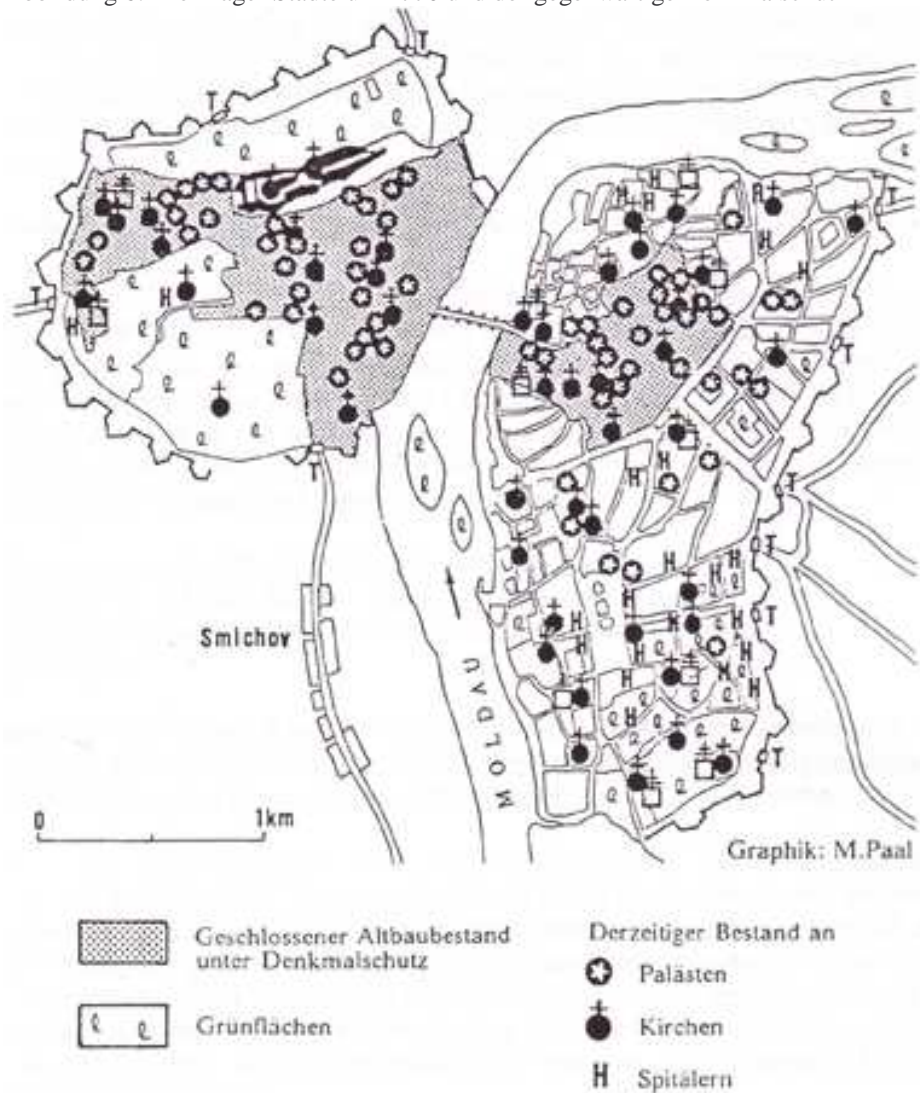 Smichov
MOLDAU
0 1km
Graphik: M.Paal
Geschlossener Altbaubestand
unter Denkmalschutz
Grünflächen
Derzeitiger Bestand an
Palästen
Kirchen
H Spitälern